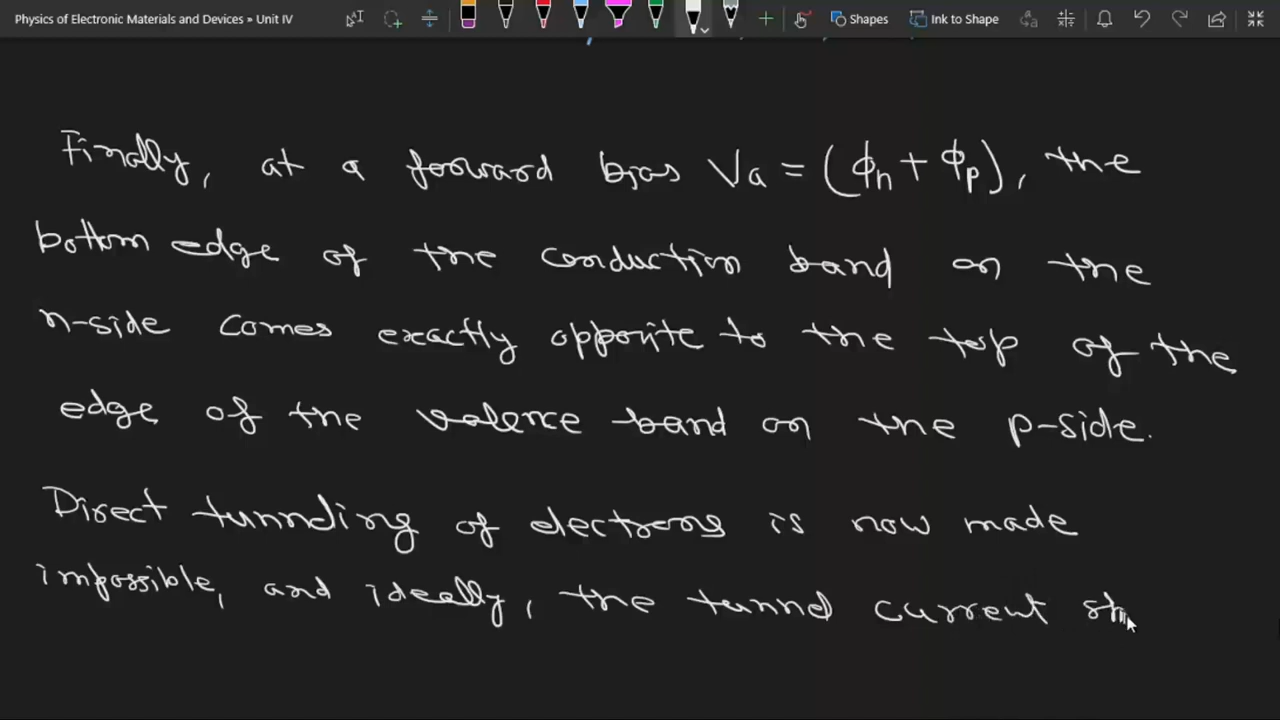 Physics of Electronic Materials and Devices » Unit IV
Shapes
Ink to Shape
Finally, at a forward bias Va = (ϕn + ϕp), the
bottom edge of the conduction band on the
n-side comes exactly opposite to the top of the
edge of the valence band on the p-side.
Direct tunneling of electrons is now made
impossible, and ideally, the tunnel current sh